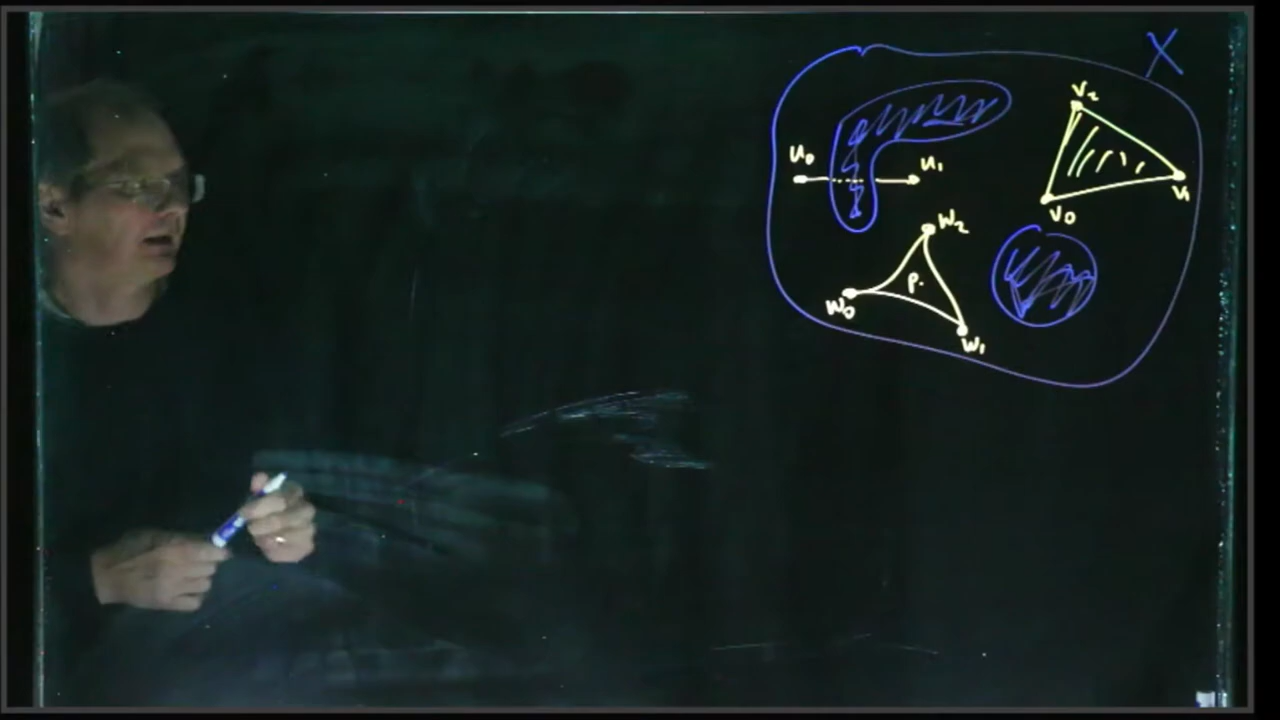 X
V₂
U₀
U₁
V₁
V₀
W₂
P.
W₀
W₁